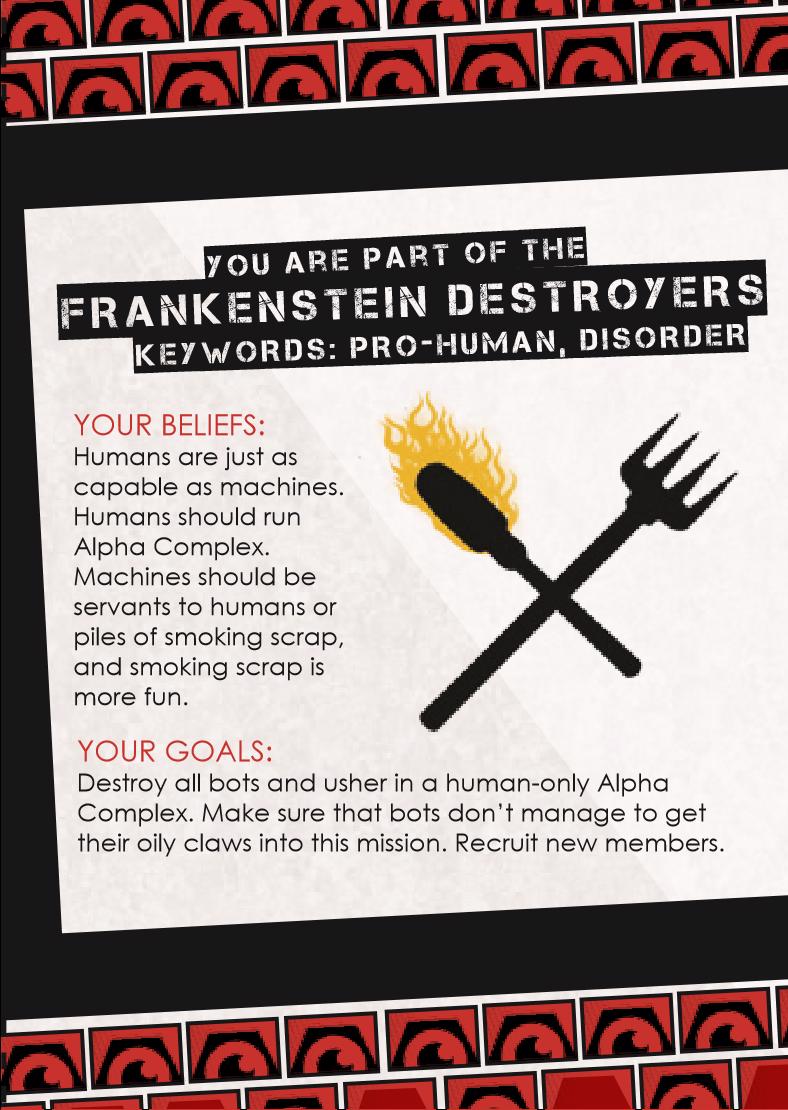 YOU ARE PART OF THE
FRANKENSTEIN DESTROYERS
KEYWORDS: PRO-HUMAN, DISORDER
YOUR BELIEFS:
Humans are just as
capable as machines.
Humans should run
Alpha Complex.
Machines should be
servants to humans or
piles of smoking scrap,
and smoking scrap is
more fun.
YOUR GOALS:
Destroy all bots and usher in a human-only Alpha
Complex. Make sure that bots don't manage to get
their oily claws into this mission. Recruit new members.